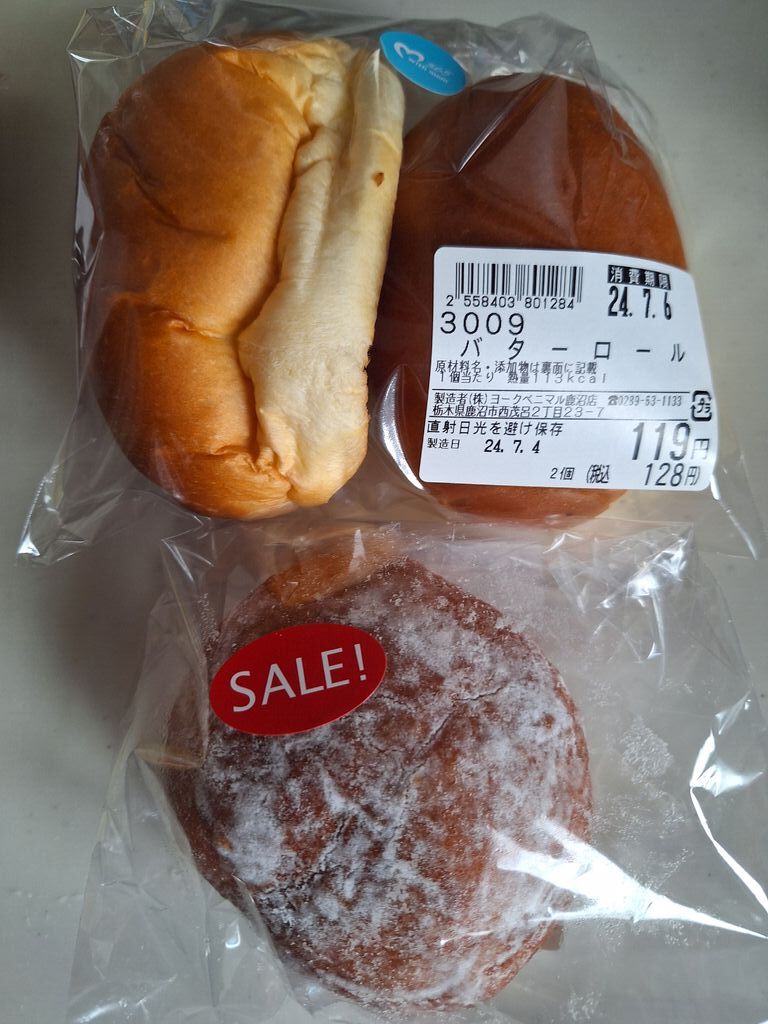 with mom
消費期限
24.7.6
2 558403 801284
3009
バターロール
原材料名・添加物は裏面に記載
1個当たり 熱量113kcal
製造者(株)ヨークベニマル鹿沼店 ☎0289-63-1133
栃木県鹿沼市西茂呂2丁目23-7
プラ
直射日光を避け保存
119円
製造日 24.7.4
2個 (税込 128円)
SALE!